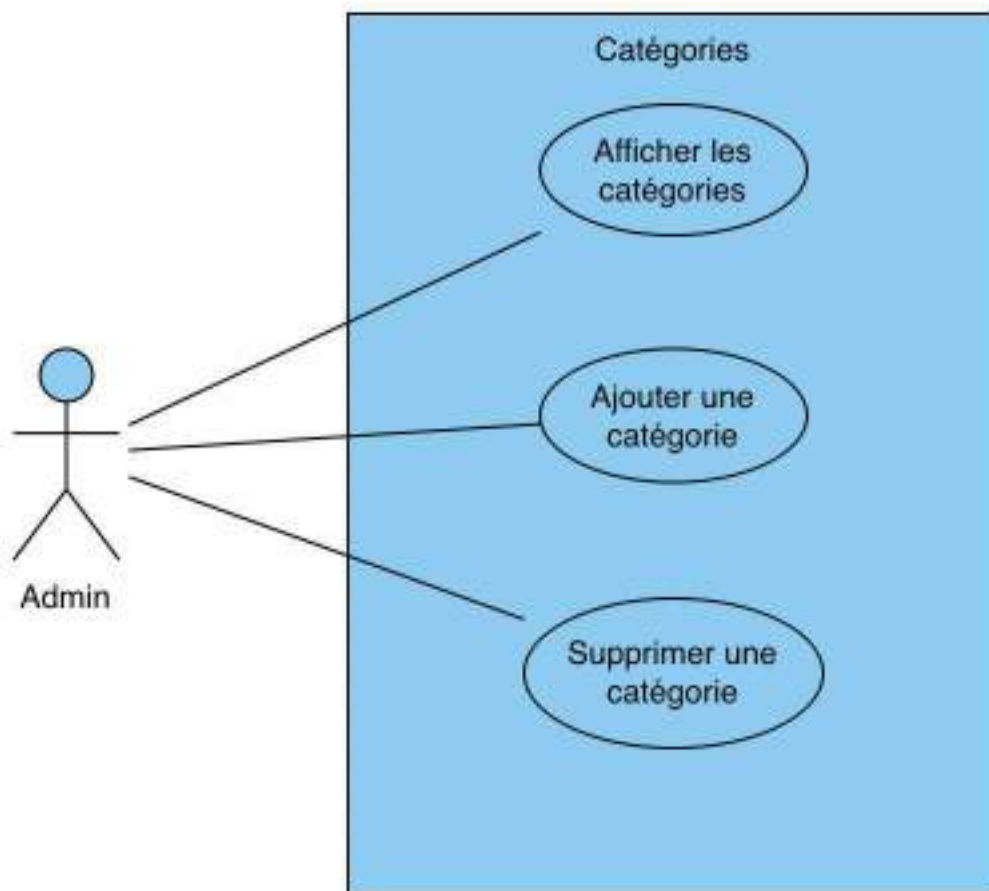 Catégories
Afficher les
catégories
Ajouter une
catégorie
Admin
Supprimer une
catégorie